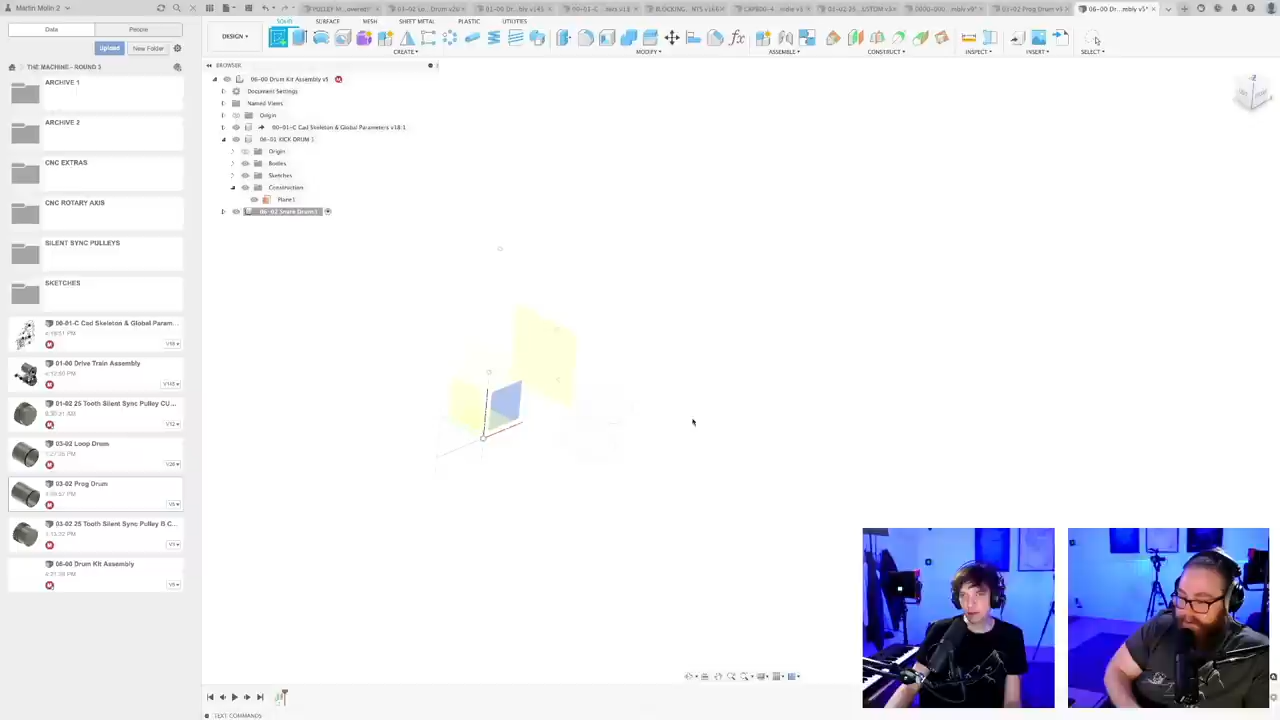 Martin Molin
Data
People
Upload
New Folder
THE MACHINE - ROUND 3
ARCHIVE 1
ARCHIVE 2
CNC EXTRAS
CNC ROTARY AXIS
SILENT SYNC PULLEYS
SKETCHES
00-01-C Cad Skeleton & Global Param...
01-00 Drive Train Assembly
01-02 25 Tooth Silent Sync Pulley CU...
03-02 Loop Drum
03-02 Prog Drum
03-02 25 Tooth Silent Sync Pulley B C...
06-00 Drum Kit Assembly
06-00 Dr...mbly v5*
SOLID
SURFACE
MESH
SHEET METAL
PLASTIC
UTILITIES
DESIGN
CREATE
MODIFY
ASSEMBLE
CONSTRUCT
INSPECT
INSERT
SELECT
BROWSER
06-00 Drum Kit Assembly v5
Document Settings
Named Views
Origin
00-01-C Cad Skeleton & Global Parameters v18:1
06-01 KICK DRUM:1
Origin
Bodies
Sketches
Construction
Plane1
06-02 Snare Drum:1
TEXT COMMANDS